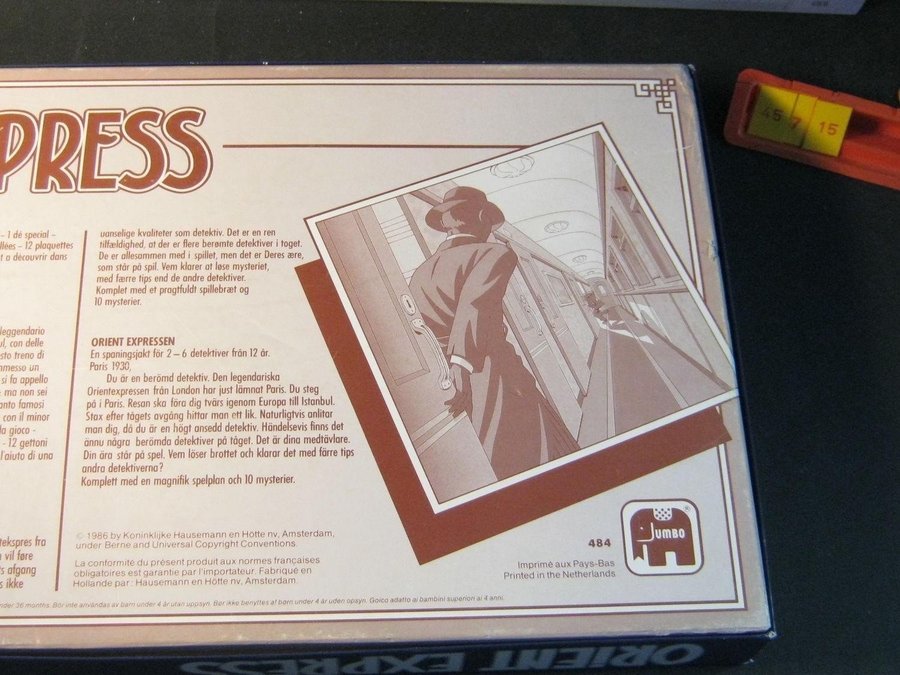 PRESS
– 1 dé special –
llées – 12 plaquettes
t a découvrir dans
leggendario
ul, con delle
sto treno di
mmesso un
si fa appello
e ma non sei
anto famosi
con il minor
la gioco -
- 12 gettoni
l'aiuto di una
tekspres fra
n vil føre
s afgang
s ikke
uanselige kvaliteter som detektiv. Det er en ren
tilfældighed, at der er flere berømte detektiver i toget.
De er allesammen med i spillet, men det er Deres ære,
som står på spil. Vem klarer at løse mysteriet,
med færre tips end de andre detektiver.
Komplet med et pragtfuldt spillebræt og
10 mysterier.
ORIENT EXPRESSEN
En spaningsjakt för 2 – 6 detektiver från 12 år.
Paris 1930,
Du är en berömd detektiv. Den legendariska
Orientexpressen från London har just lämnat Paris. Du steg
på i Paris. Resan ska föra dig tvärs igenom Europa till Istanbul.
Stax efter tågets avgång hittar man ett lik. Naturligtvis anlitar
man dig, då du är en högt ansedd detektiv. Händelsevis finns det
ännu några berömda detektiver på tåget. Det är dina medtävlare.
Din ära står på spel. Vem löser brottet och klarar det med färre tips
andra detektiverna?
Komplett med en magnifik spelplan och 10 mysterier.
© 1986 by Koninklijke Hausemann en Hötte nv, Amsterdam,
under Berne and Universal Copyright Conventions.
La conformité du présent produit aux normes françaises
obligatoires est garantie par l'importateur. Fabriqué en
Hollande par: Hausemann en Hötte nv, Amsterdam.
484
Imprimé aux Pays-Bas
Printed in the Netherlands
JUMBO
®
nder 36 months. Bör inte användas av barn under 4 år utan uppsyn. Bør ikke benyttes af børn under 4 år uden opsyn. Gioco adatto ai bambini superiori ai 4 anni.
ORIENT EXPRESS
45 7 15